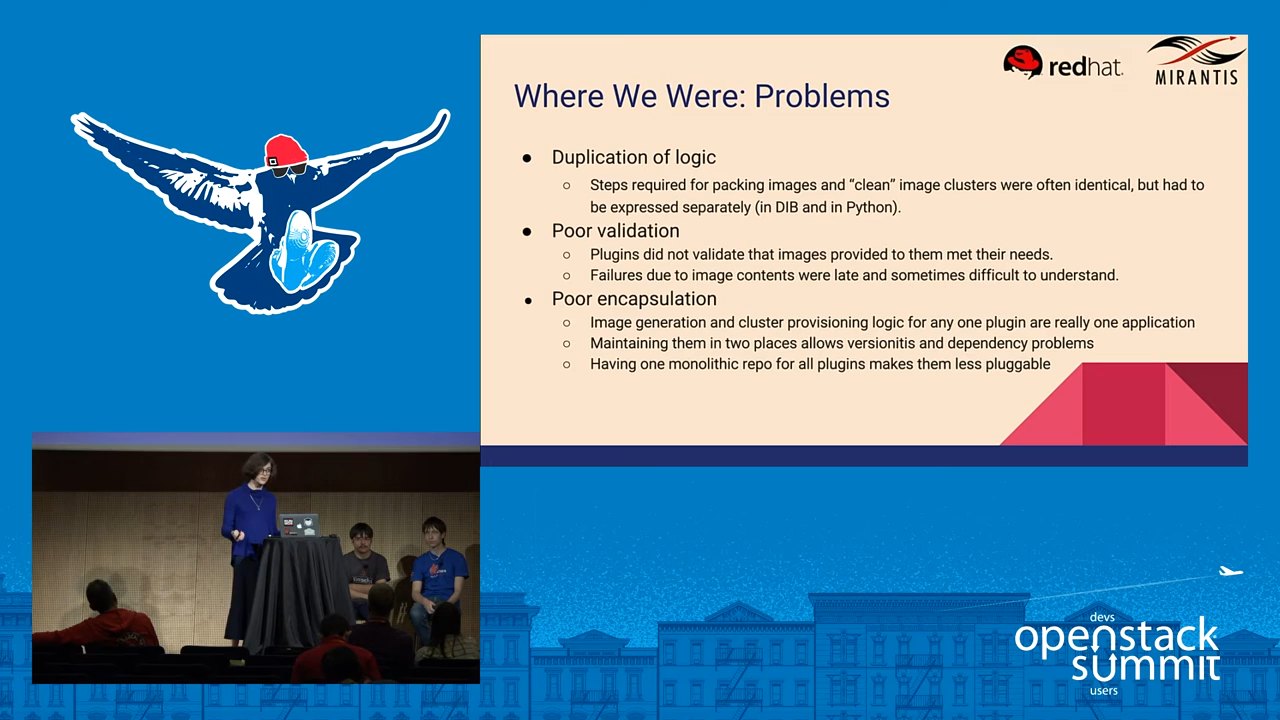 redhat.
MIRANTIS
Where We Were: Problems
● Duplication of logic
○ Steps required for packing images and “clean” image clusters were often identical, but had to
be expressed separately (in DIB and in Python).
● Poor validation
○ Plugins did not validate that images provided to them met their needs.
○ Failures due to image contents were late and sometimes difficult to understand.
● Poor encapsulation
○ Image generation and cluster provisioning logic for any one plugin are really one application
○ Maintaining them in two places allows versionitis and dependency problems
○ Having one monolithic repo for all plugins makes them less pluggable
devs
openstack
summit
users